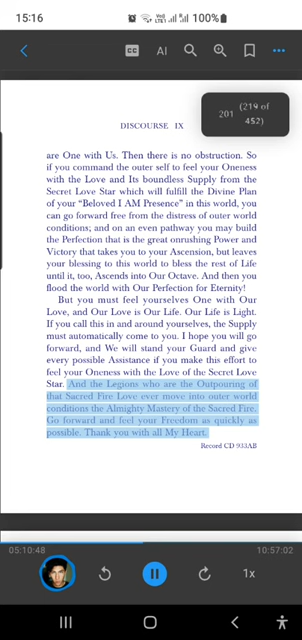 15:16
VoLTE1
100%
CC
AI
201 (219 of 452)
DISCOURSE IX
are One with Us. Then there is no obstruction. So
if you command the outer self to feel your Oneness
with the Love and Its boundless Supply from the
Secret Love Star which will fulfill the Divine Plan
of your “Beloved I AM Presence” in this world, you
can go forward free from the distress of outer world
conditions; and on an even pathway you may build
the Perfection that is the great onrushing Power and
Victory that takes you to your Ascension, but leaves
your blessing to this world to bless the rest of Life
until it, too, Ascends into Our Octave. And then you
flood the world with Our Perfection for Eternity!
But you must feel yourselves One with Our
Love, and Our Love is Our Life. Our Life is Light.
If you call this in and around yourselves, the Supply
must automatically come to you. I hope you will go
forward, and We will stand your Guard and give
every possible Assistance if you make this effort to
feel your Oneness with the Love of the Secret Love
Star. And the Legions who are the Outpouring of
that Sacred Fire Love ever move into outer world
conditions the Almighty Mastery of the Sacred Fire.
Go forward and feel your Freedom as quickly as
possible. Thank you with all My Heart.
Record CD 933AB
05:10:48
10:57:02
1x